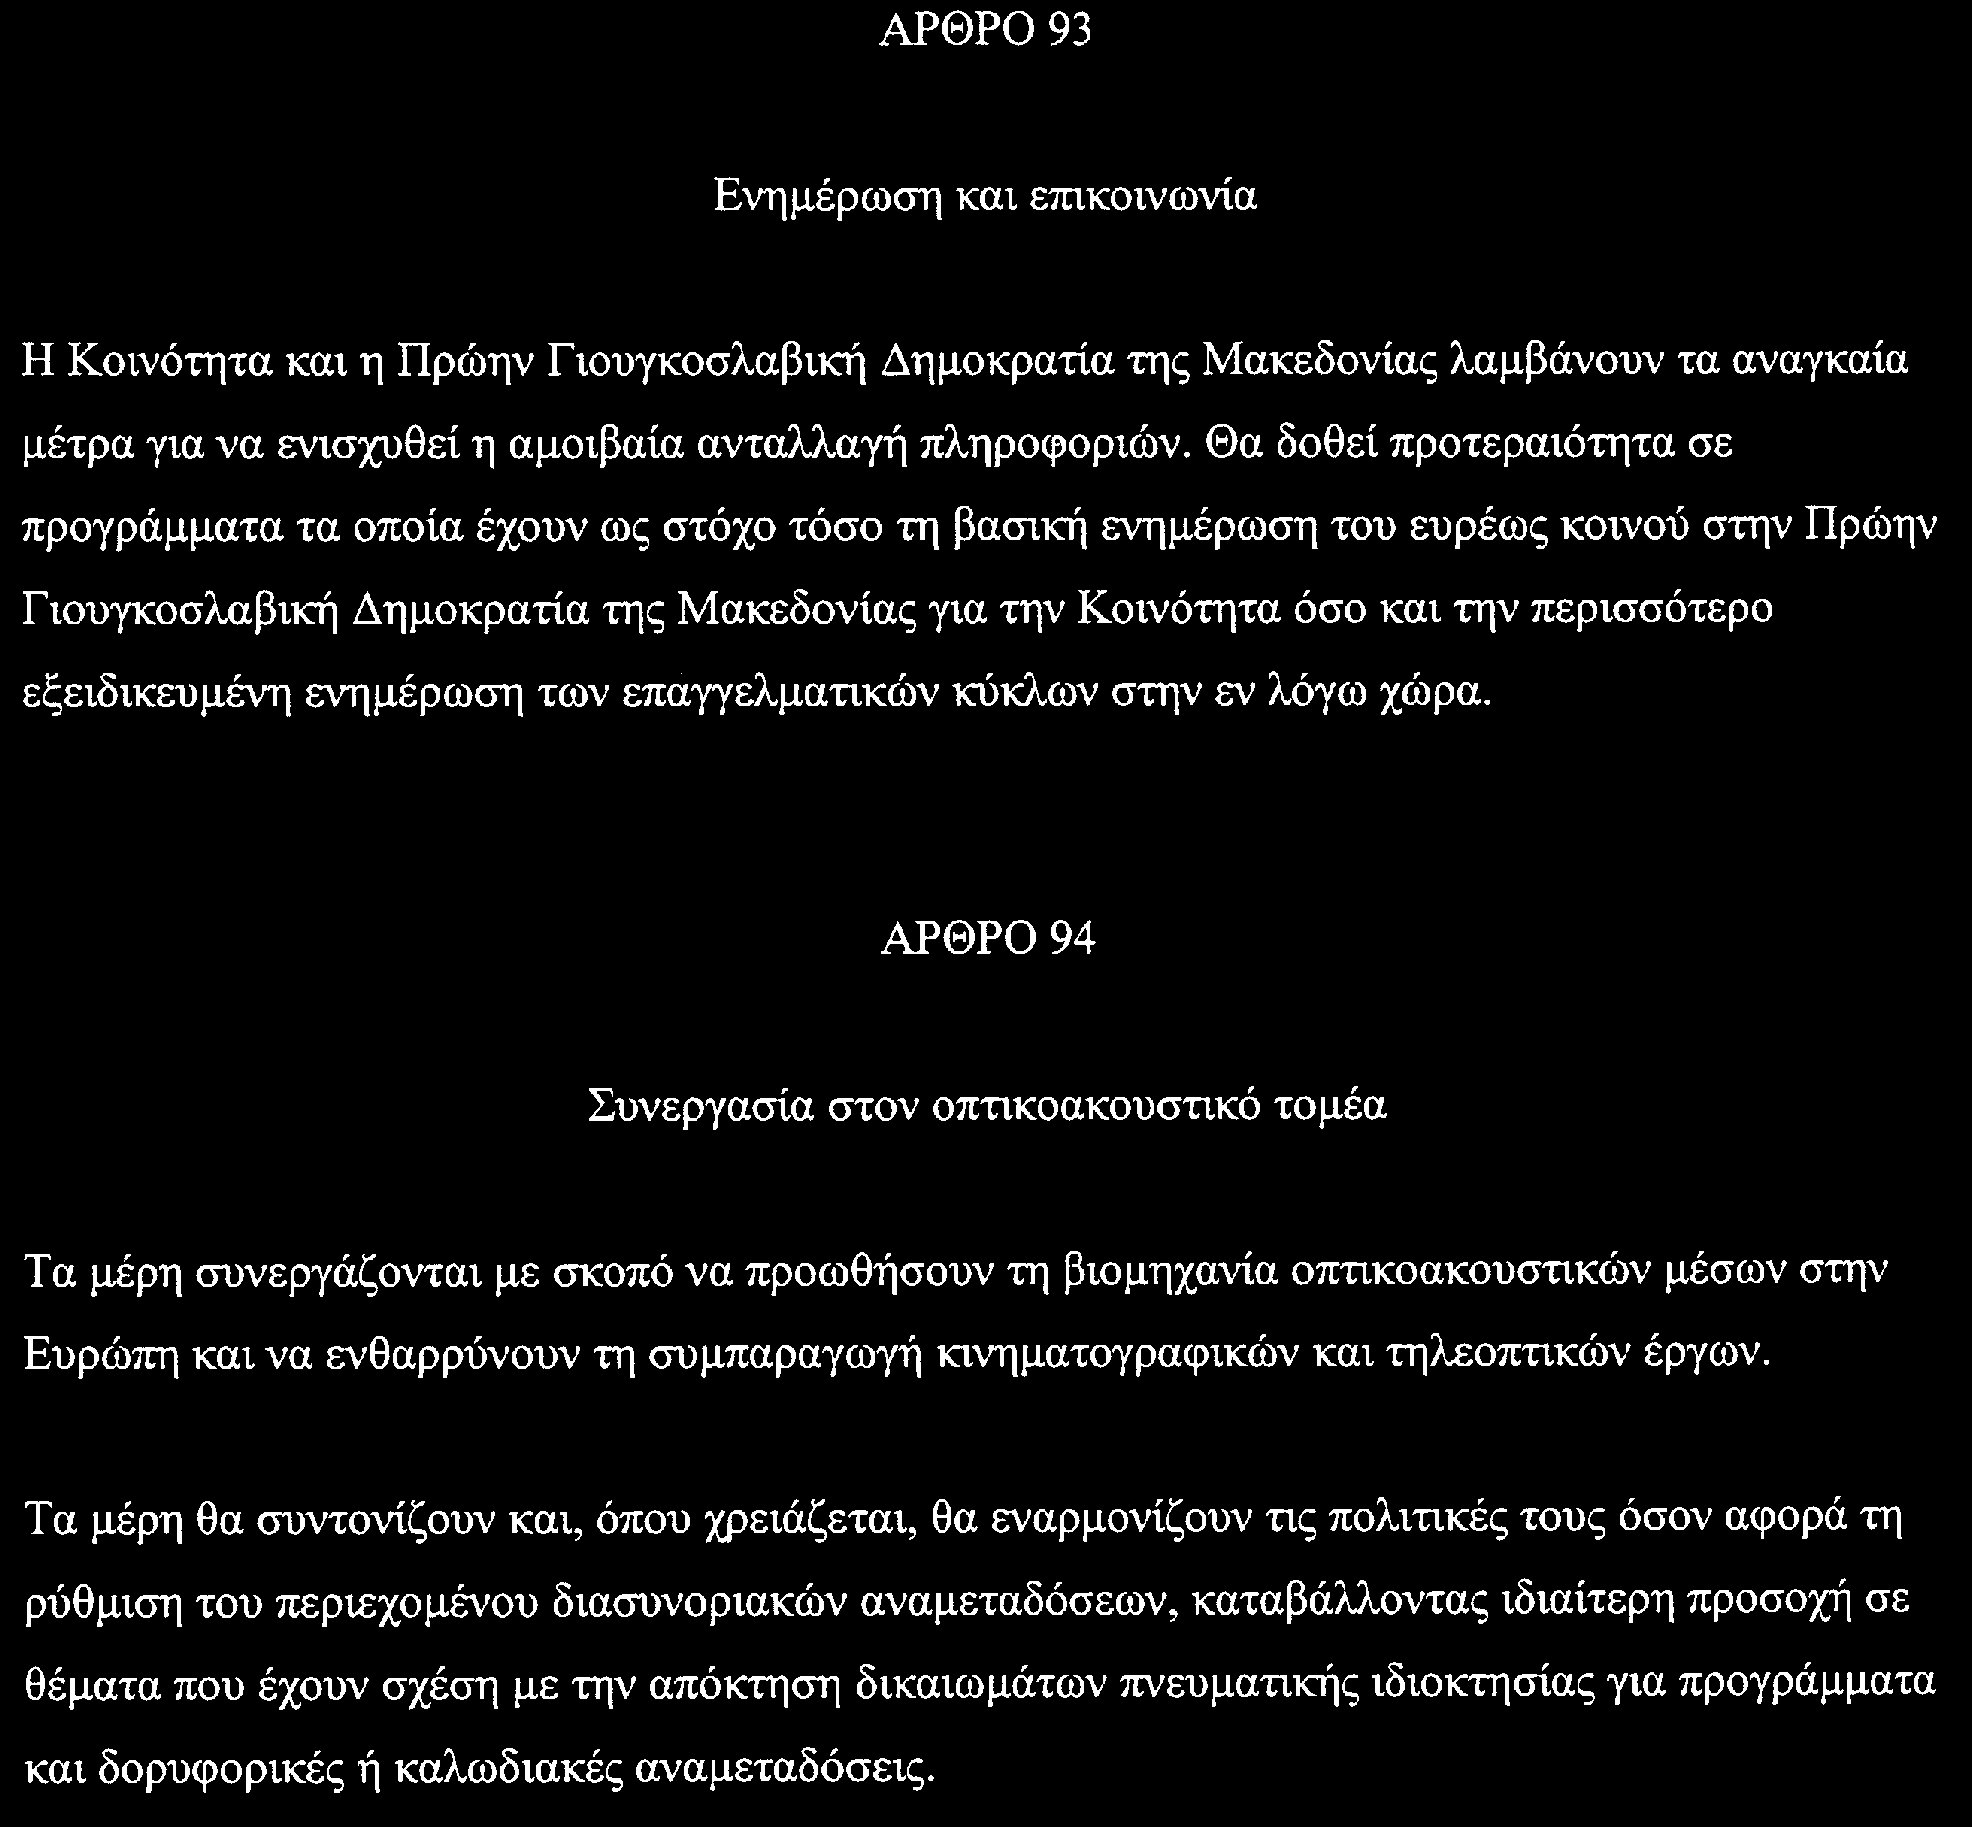 ΑΡΘΡΟ 93
Ενημέρωση και επικοινωνία
Η Κοινότητα και η Πρώην Γιουγκοσλαβική Δημοκρατία της Μακεδονίας λαμβάνουν τα αναγκαία
μέτρα για να ενισχυθεί η αμοιβαία ανταλλαγή πληροφοριών. Θα δοθεί προτεραιότητα σε
προγράμματα τα οποία έχουν ως στόχο τόσο τη βασική ενημέρωση του ευρέως κοινού στην Πρώην
Γιουγκοσλαβική Δημοκρατία της Μακεδονίας για την Κοινότητα όσο και την περισσότερο
εξειδικευμένη ενημέρωση των επαγγελματικών κύκλων στην εν λόγω χώρα.
ΑΡΘΡΟ 94
Συνεργασία στον οπτικοακουστικό τομέα
Τα μέρη συνεργάζονται με σκοπό να προωθήσουν τη βιομηχανία οπτικοακουστικών μέσων στην
Ευρώπη και να ενθαρρύνουν τη συμπαραγωγή κινηματογραφικών και τηλεοπτικών έργων.
Τα μέρη θα συντονίζουν και, όπου χρειάζεται, θα εναρμονίζουν τις πολιτικές τους όσον αφορά τη
ρύθμιση του περιεχομένου διασυνοριακών αναμεταδόσεων, καταβάλλοντας ιδιαίτερη προσοχή σε
θέματα που έχουν σχέση με την απόκτηση δικαιωμάτων πνευματικής ιδιοκτησίας για προγράμματα
και δορυφορικές ή καλωδιακές αναμεταδόσεις.